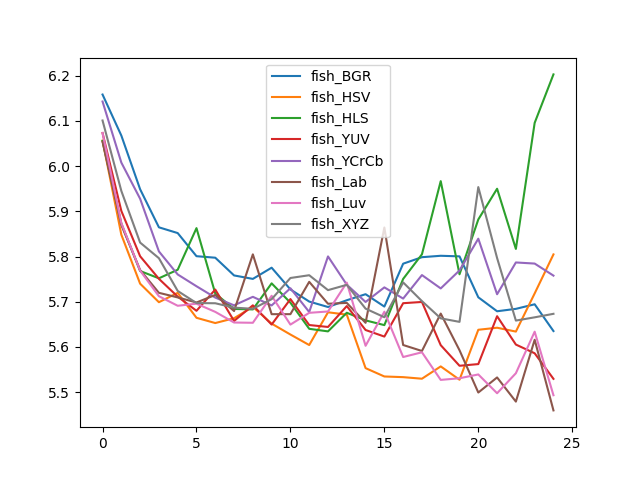 6.2
6.1
6.0
5.9
5.8
5.7
5.6
5.5
fish_BGR
fish_HSV
fish_HLS
fish_YUV
fish_YCrCb
fish_Lab
fish_Luv
fish_XYZ
0 5 10 15 20 25